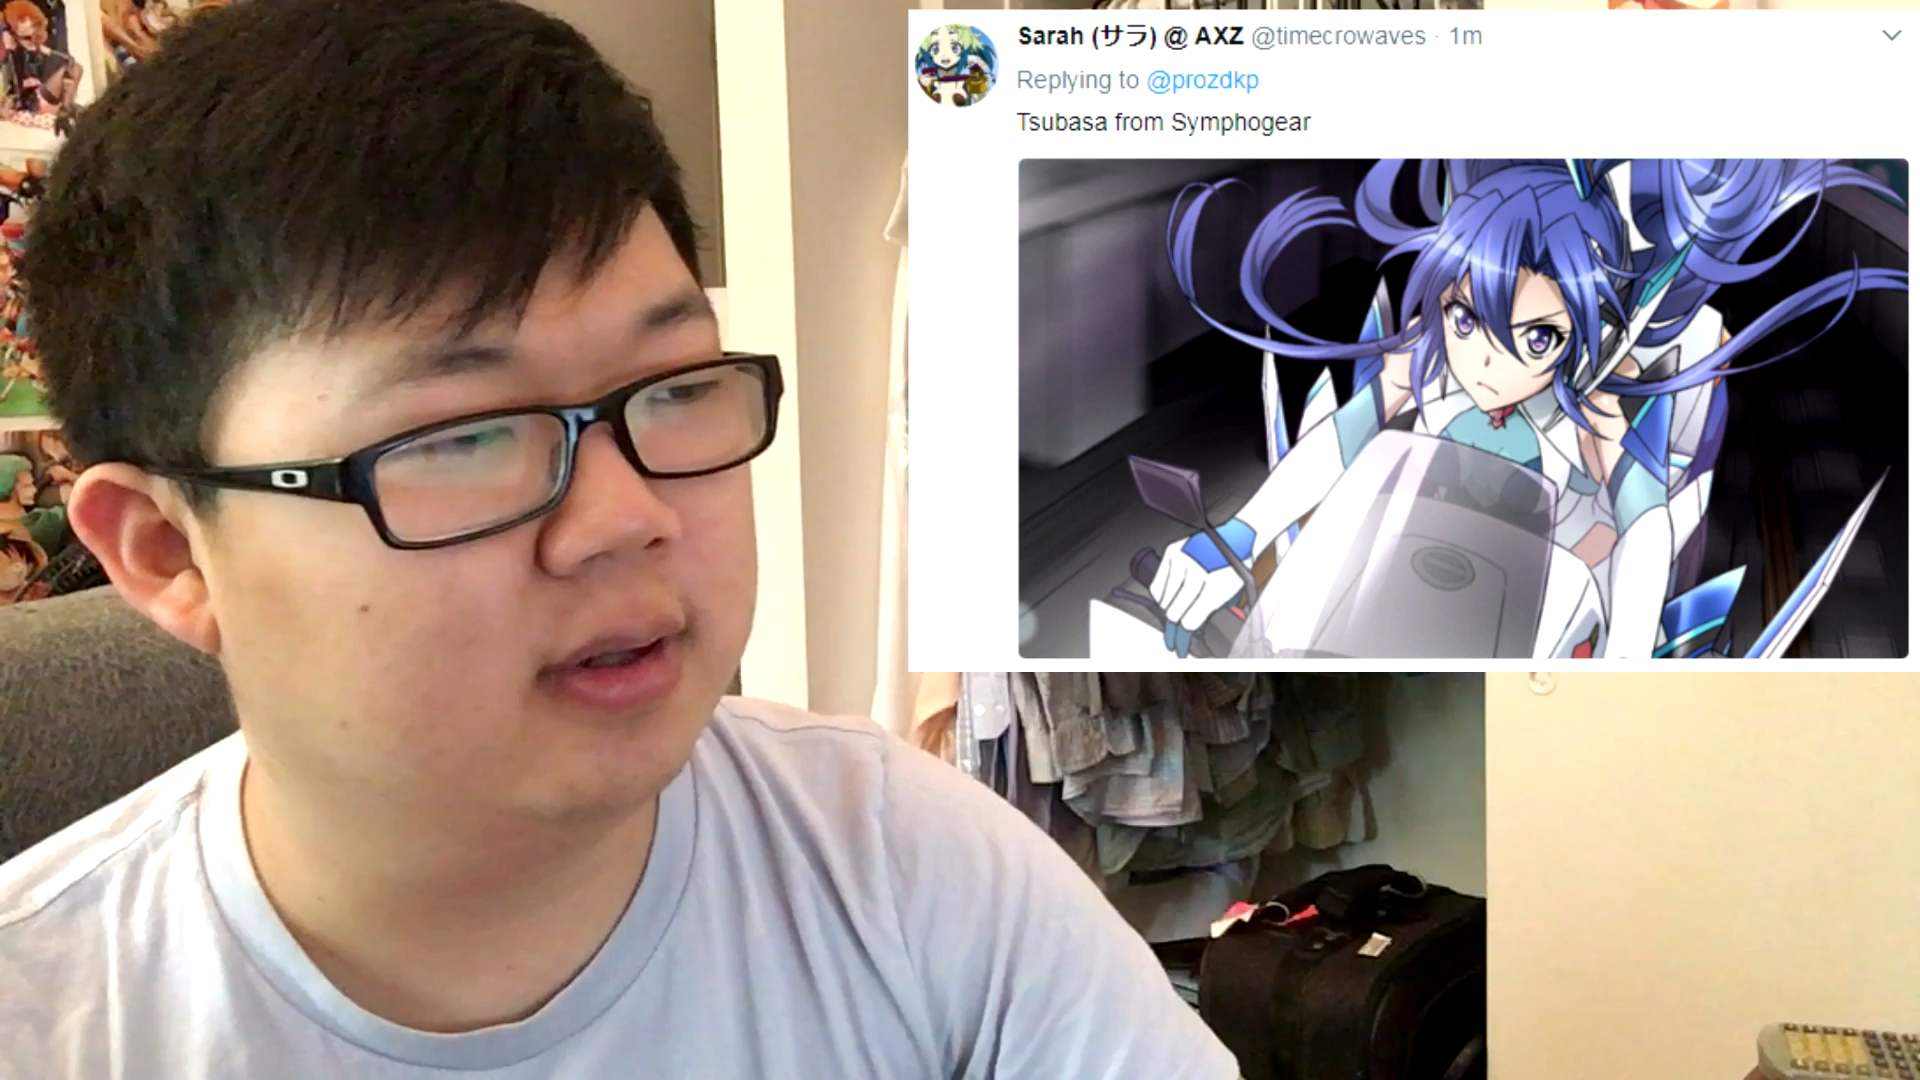 Sarah (サラ) @ AXZ @timecrowaves · 1m
Replying to @prozdkp
Tsubasa from Symphogear